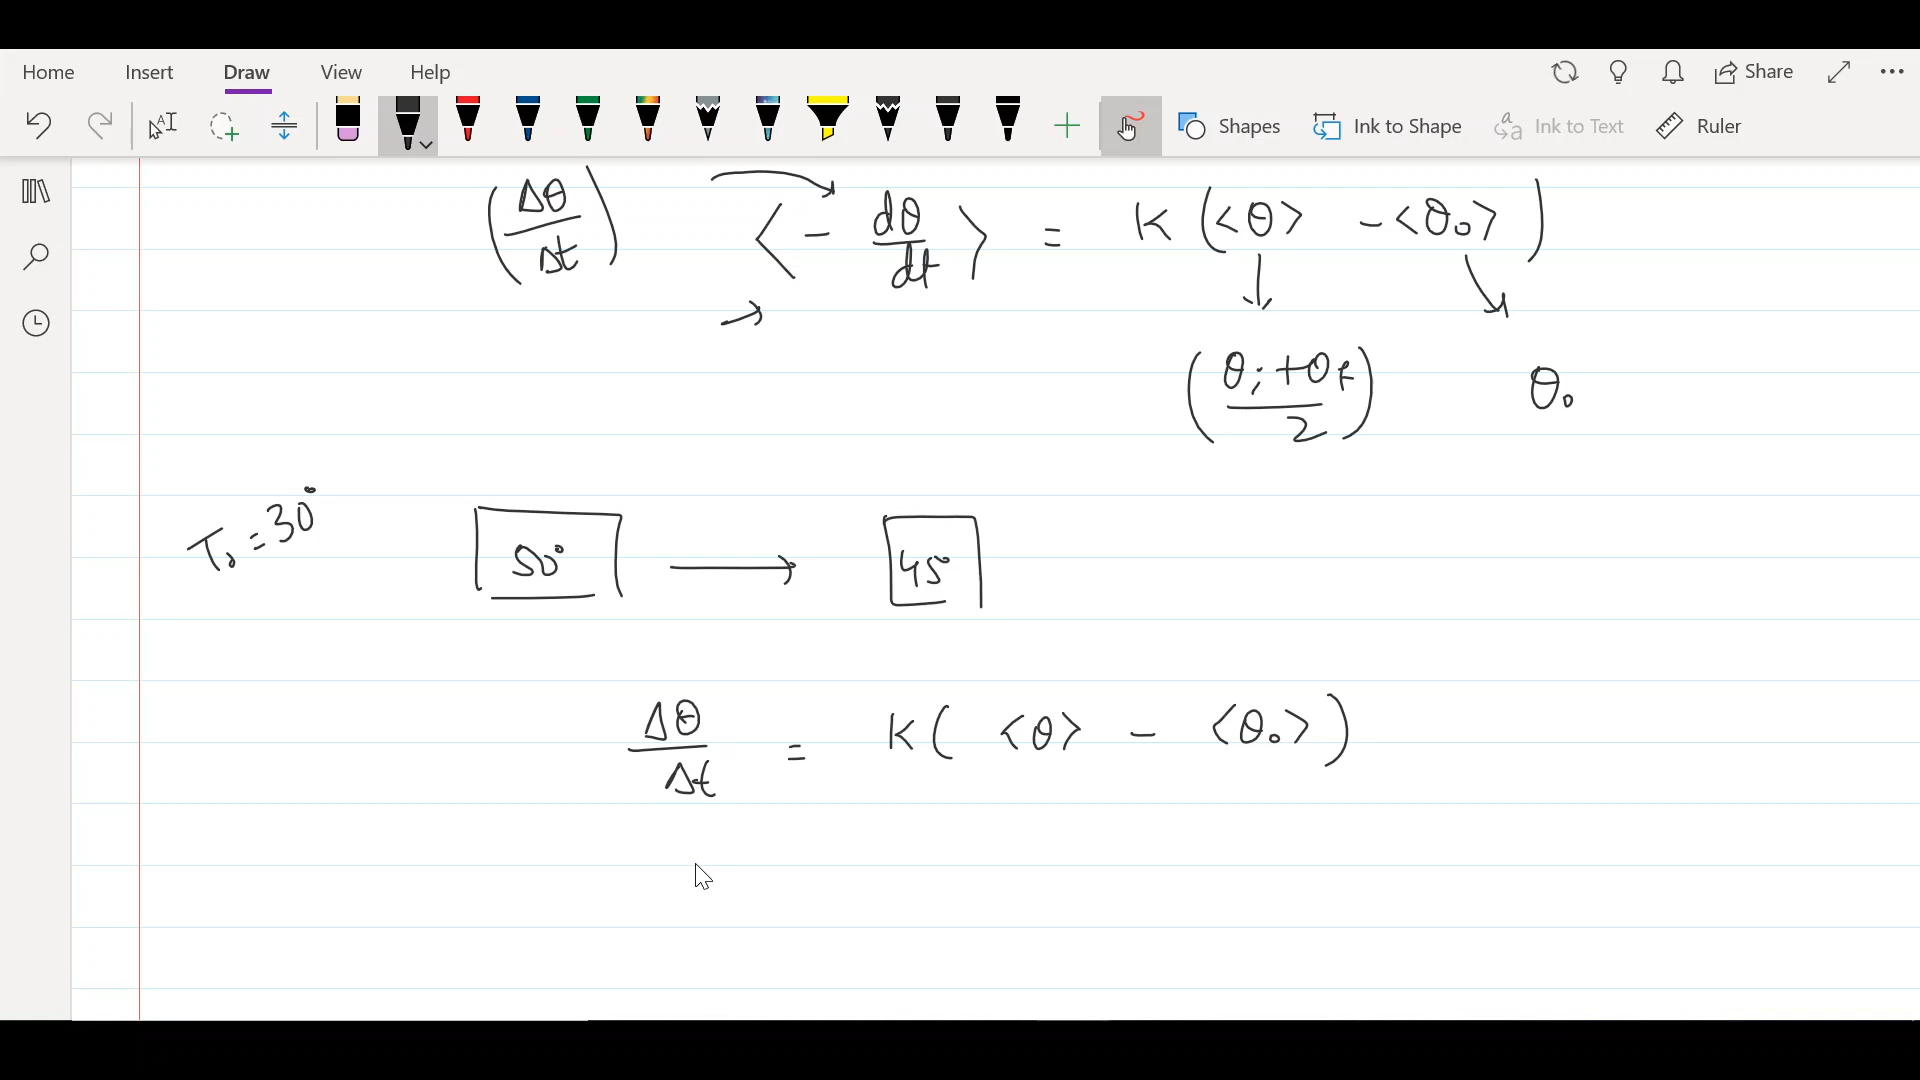 Home Insert Draw View Help Share
Shapes Ink to Shape Ink to Text Ruler
(Δθ/Δt) ⟨- dθ/dt⟩ = K (<θ> - <θ₀>)
→ ↓ ↘
((θi + θf)/2) θ₀
T₀ = 30° 50° → 45°
Δθ/Δt = K( <θ> - <θ₀>)